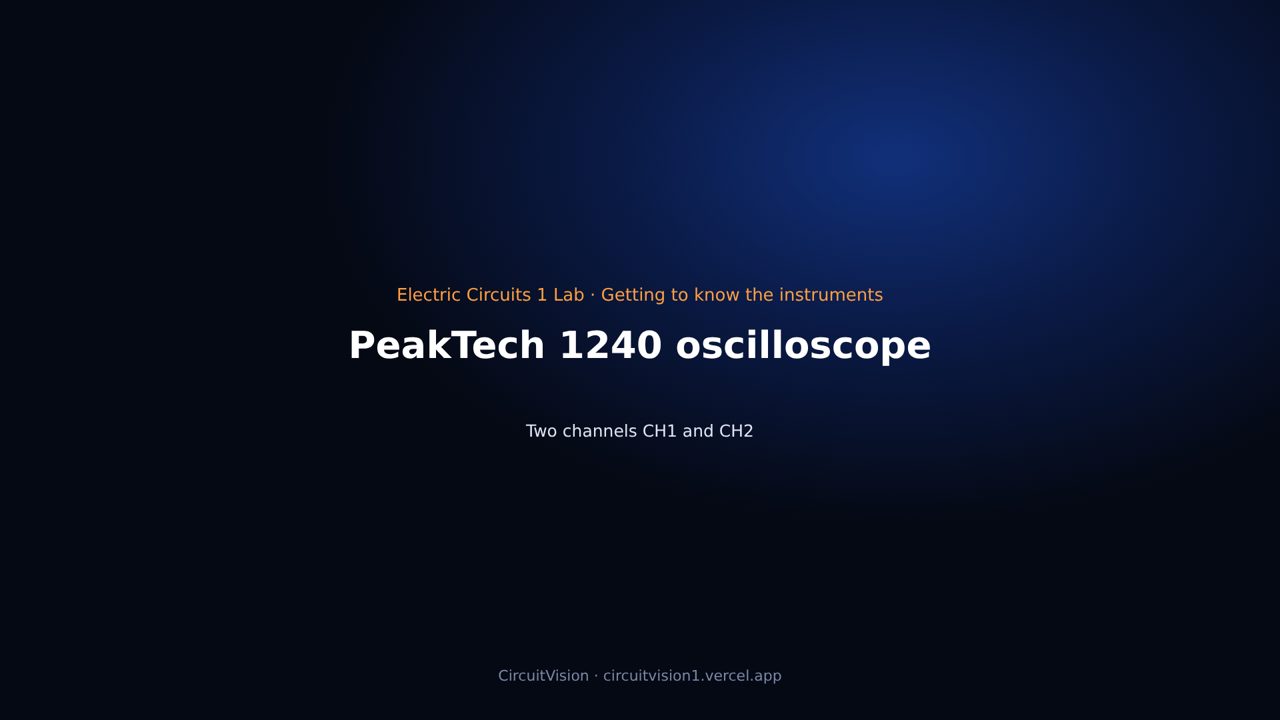 Electric Circuits 1 Lab · Getting to know the instruments
PeakTech 1240 oscilloscope
Two channels CH1 and CH2
CircuitVision · circuitvision1.vercel.app